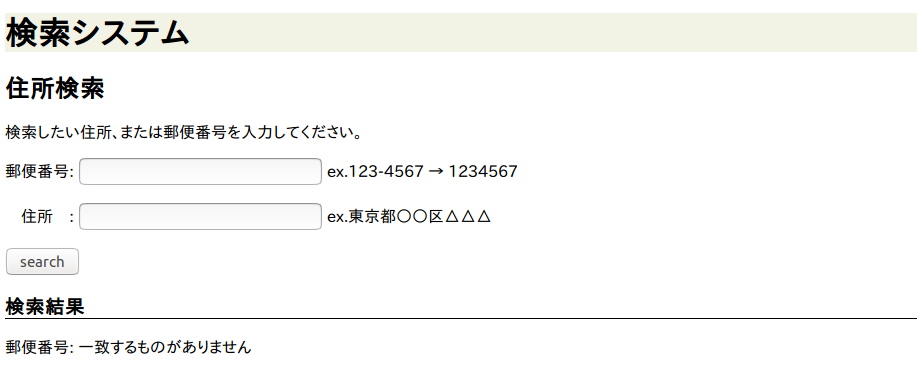 検索システム
住所検索
検索したい住所、または郵便番号を入力してください。
郵便番号: ex.123-4567 → 1234567
住所　: ex.東京都〇〇区△△△
search
検索結果
郵便番号: 一致するものがありません